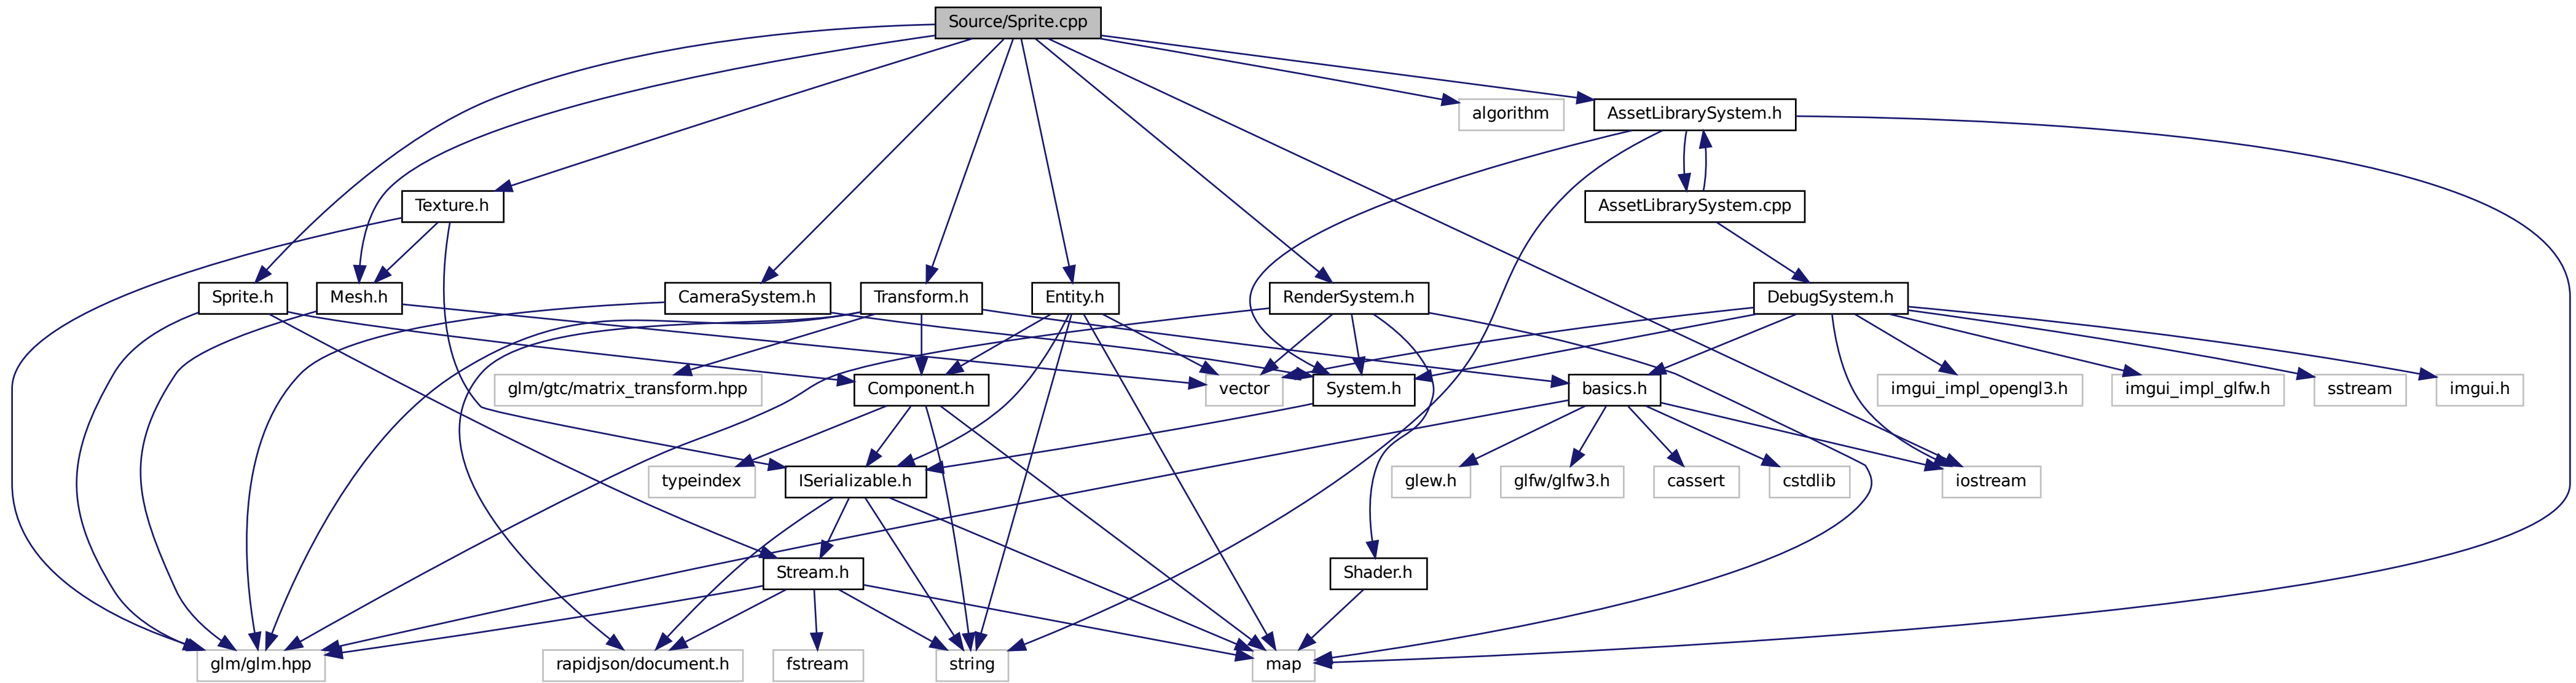 Source/Sprite.cpp
algorithm
AssetLibrarySystem.h
Texture.h
AssetLibrarySystem.cpp
Sprite.h
Mesh.h
CameraSystem.h
Transform.h
Entity.h
RenderSystem.h
DebugSystem.h
glm/gtc/matrix_transform.hpp
Component.h
vector
System.h
basics.h
imgui_impl_opengl3.h
imgui_impl_glfw.h
sstream
imgui.h
typeindex
ISerializable.h
glew.h
glfw/glfw3.h
cassert
cstdlib
iostream
Stream.h
Shader.h
glm/glm.hpp
rapidjson/document.h
fstream
string
map